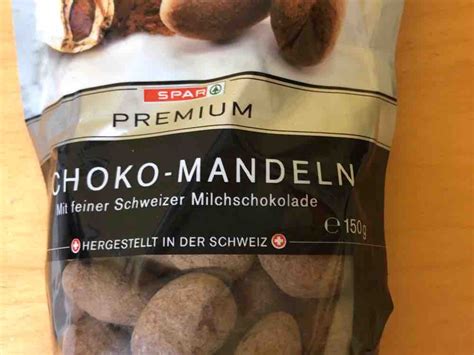 SPAR
PREMIUM
CHOKO-MANDELN
Mit feiner Schweizer Milchschokolade
℮ 150g
HERGESTELLT IN DER SCHWEIZ